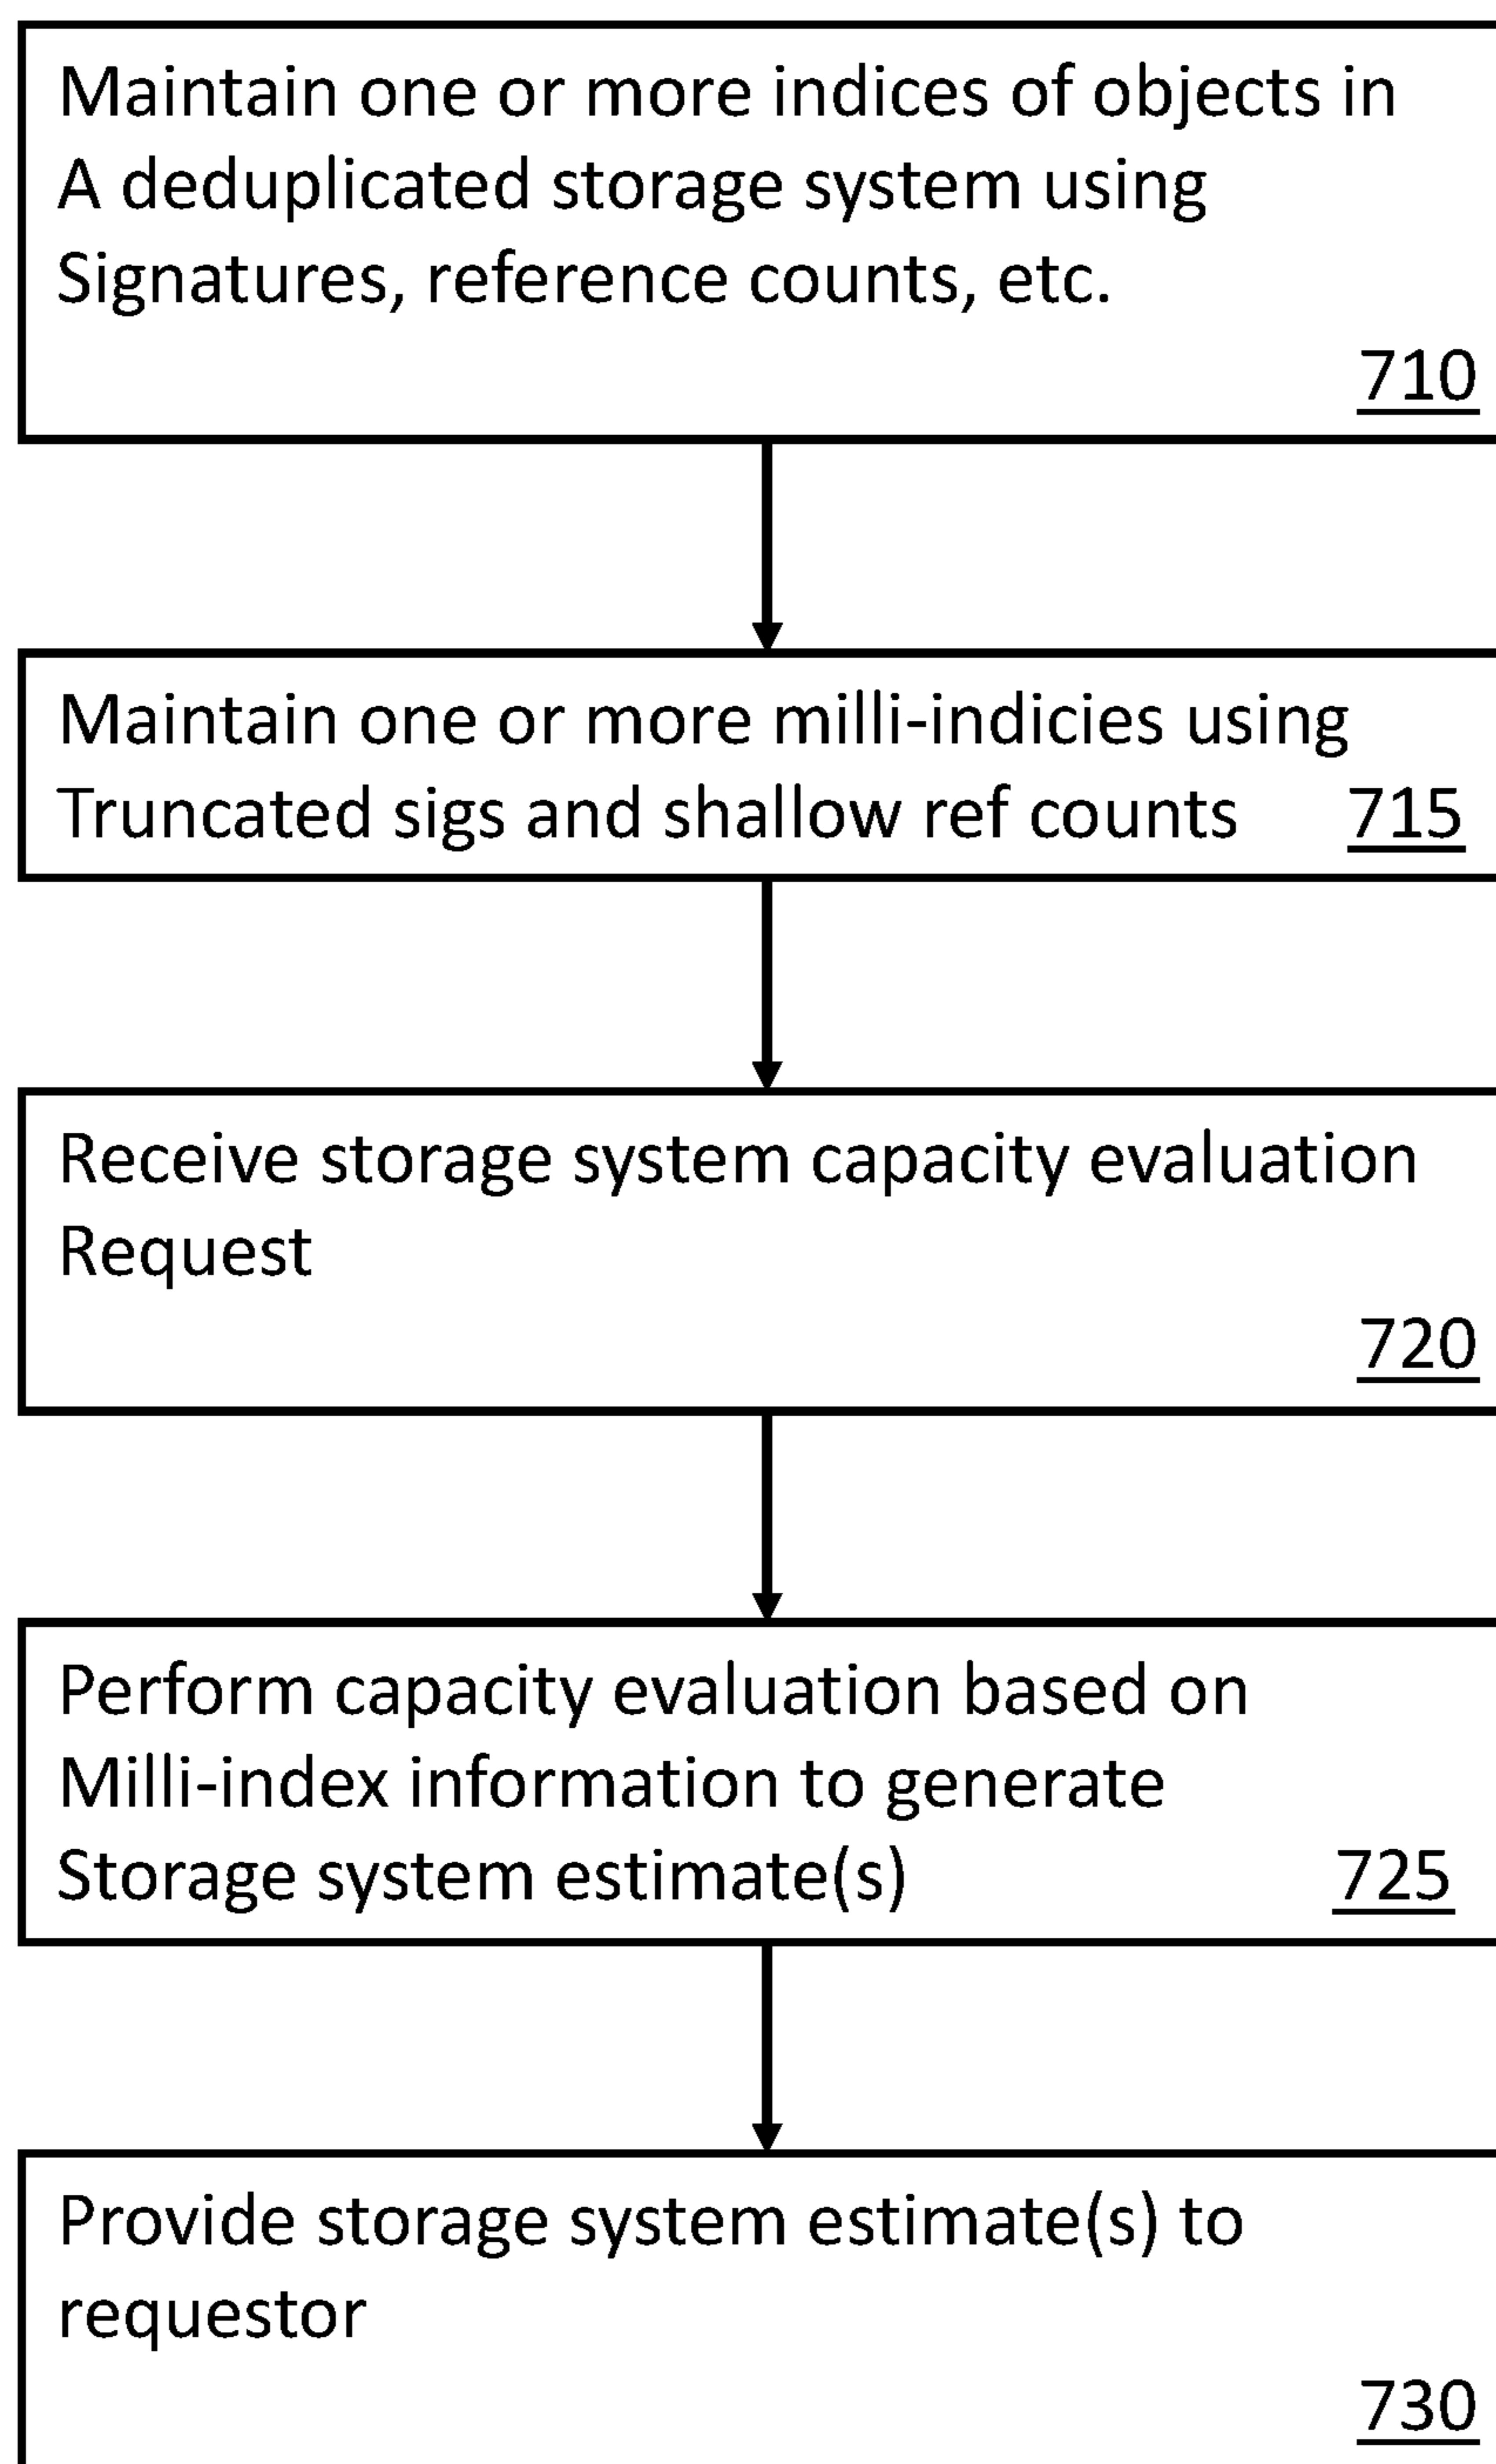 Maintain one or more indices of objects in
A deduplicated storage system using
Signatures, reference counts, etc.
710
Maintain one or more milli-indicies using
Truncated sigs and shallow ref counts 715
Receive storage system capacity evaluation
Request
720
Perform capacity evaluation based on
Milli-index information to generate
Storage system estimate(s) 725
Provide storage system estimate(s) to
requestor
730